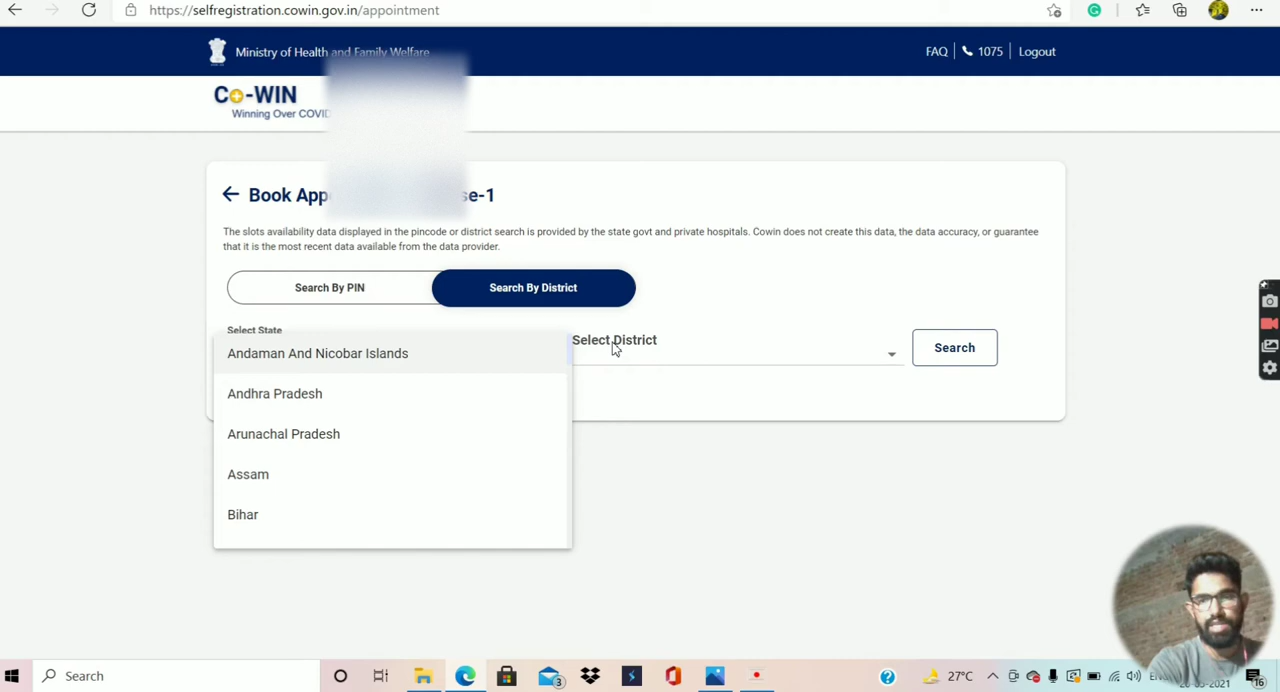 https://selfregistration.cowin.gov.in/appointment
Ministry of Health and Family Welfare
FAQ 1075 Logout
Co-WIN
Winning Over COVID
Book App se-1
The slots availability data displayed in the pincode or district search is provided by the state govt and private hospitals. Cowin does not create this data, the data accuracy, or guarantee
that it is the most recent data available from the data provider.
Search By PIN Search By District
Select State
Andaman And Nicobar Islands
Select District
Search
Andhra Pradesh
Arunachal Pradesh
Assam
Bihar
Search
3
27°C
16